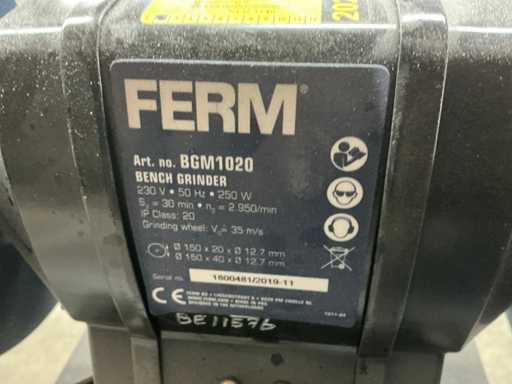 202
FERM®
Art. no. BGM1020
BENCH GRINDER
230 V • 50 Hz • 250 W
S2 = 30 min • n0 = 2.950/min
IP Class: 20
Grinding wheel: V0= 35 m/s
Ø 150 x 20 x Ø 12.7 mm
Ø 150 x 40 x Ø 12.7 mm
Serial no. 1600481/2019-11
CE
BE11576